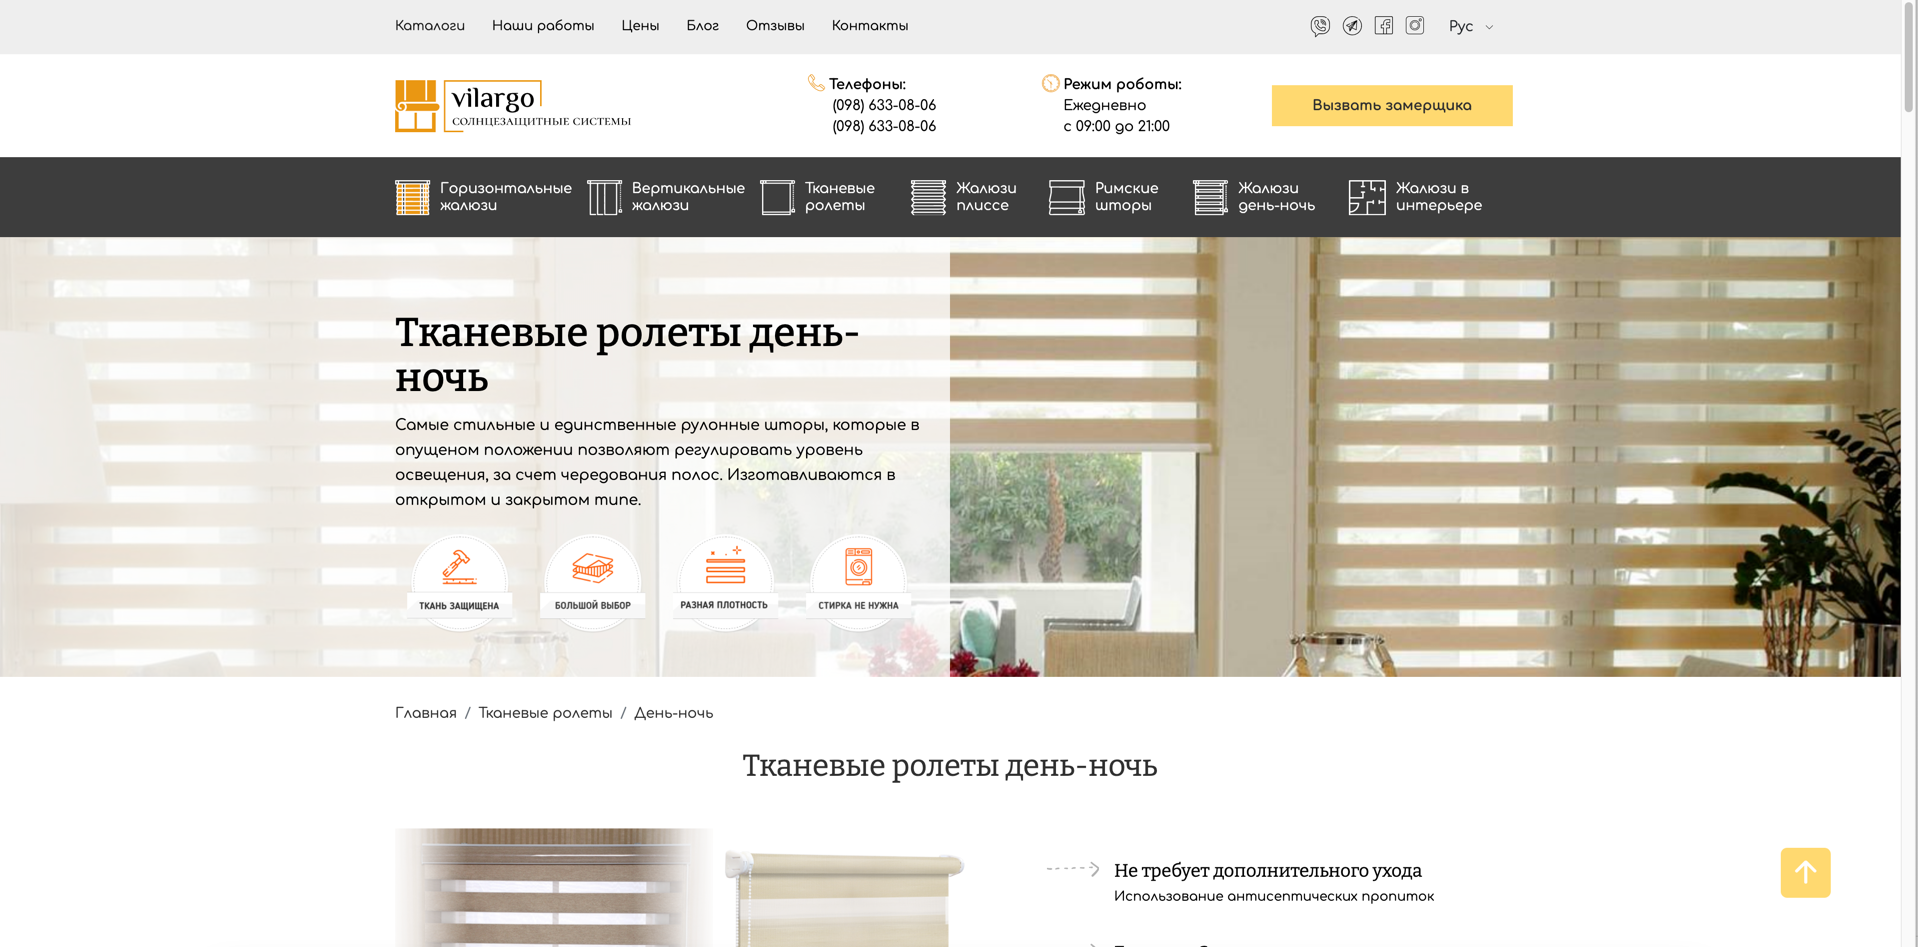 Каталоги Наши работы Цены Блог Отзывы Контакты Рус
vilargo
СОЛНЦЕЗАЩИТНЫЕ СИСТЕМЫ
Телефоны:
(098) 633-08-06
(098) 633-08-06
Режим роботы:
Ежедневно
с 09:00 до 21:00
Вызвать замерщика
Горизонтальные
жалюзи
Вертикальные
жалюзи
Тканевые
ролеты
Жалюзи
плиссе
Римские
шторы
Жалюзи
день-ночь
Жалюзи в
интерьере
Тканевые ролеты день-
ночь
Самые стильные и единственные рулонные шторы, которые в
опущеном положении позволяют регулировать уровень
освещения, за счет чередования полос. Изготавливаются в
открытом и закрытом типе.
ТКАНЬ ЗАЩИЩЕНА
БОЛЬШОЙ ВЫБОР
РАЗНАЯ ПЛОТНОСТЬ
СТИРКА НЕ НУЖНА
Главная / Тканевые ролеты / День-ночь
Тканевые ролеты день-ночь
Не требует дополнительного ухода
Использование антисептических пропиток